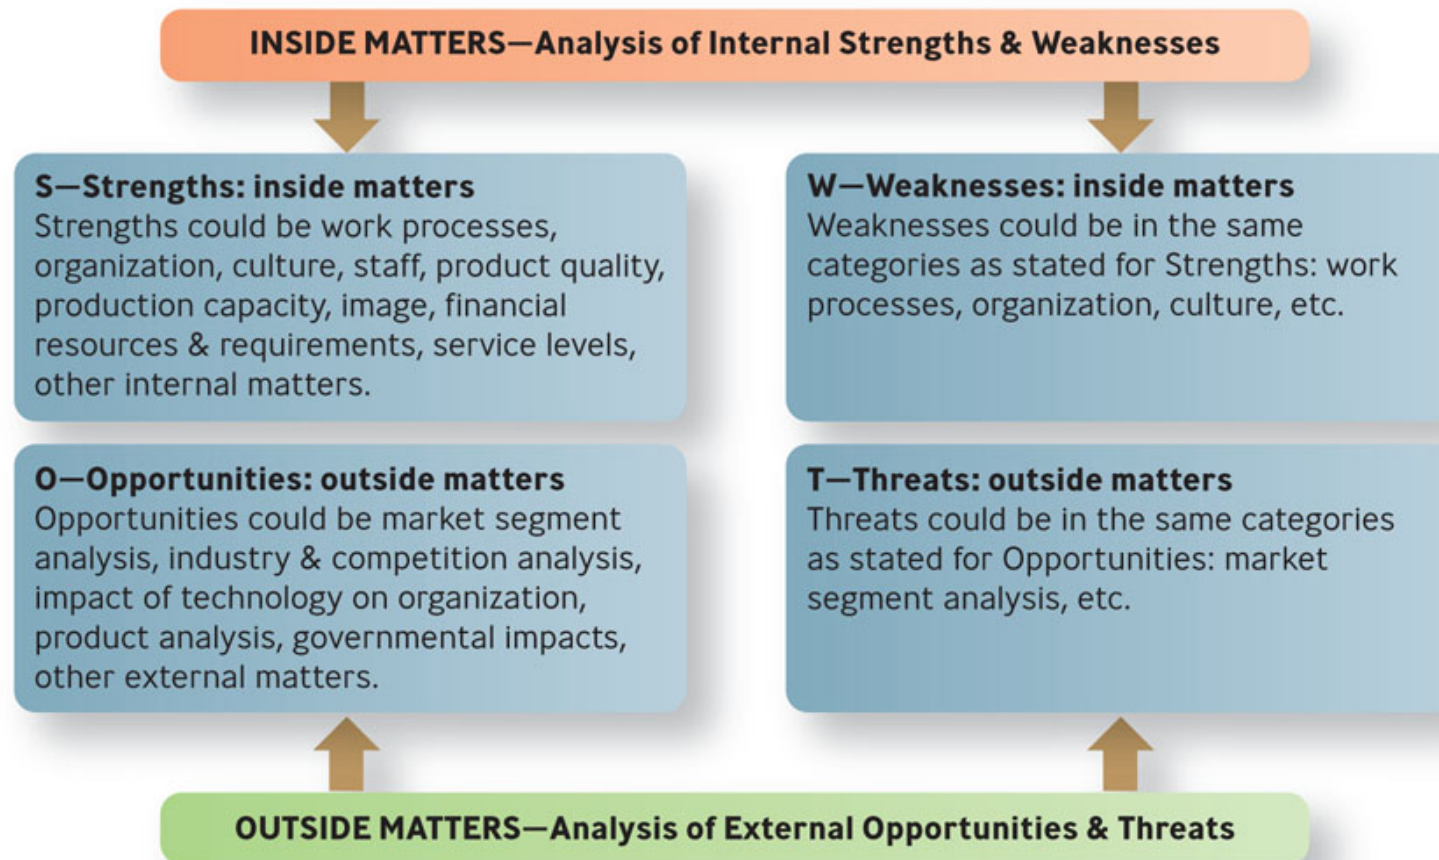 INSIDE MATTERS—Analysis of Internal Strengths & Weaknesses
S—Strengths: inside matters
Strengths could be work processes,
organization, culture, staff, product quality,
production capacity, image, financial
resources & requirements, service levels,
other internal matters.
W—Weaknesses: inside matters
Weaknesses could be in the same
categories as stated for Strengths: work
processes, organization, culture, etc.
O—Opportunities: outside matters
Opportunities could be market segment
analysis, industry & competition analysis,
impact of technology on organization,
product analysis, governmental impacts,
other external matters.
T—Threats: outside matters
Threats could be in the same categories
as stated for Opportunities: market
segment analysis, etc.
OUTSIDE MATTERS—Analysis of External Opportunities & Threats